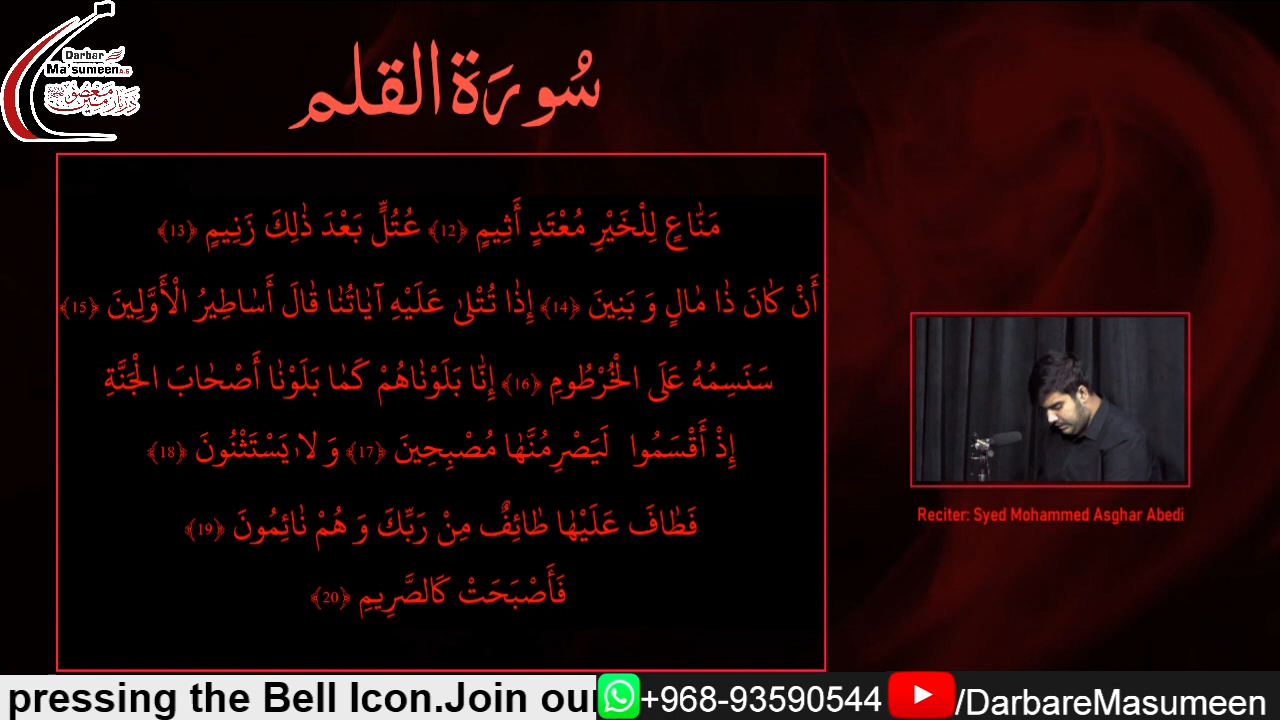 Darbar
Ma'sumeen A.S
سُورَةُ القلم
مَنّٰاعٍ لِلْخَيْرِ مُعْتَدٍ أَثِيمٍ ﴿12﴾ عُتُلٍّ بَعْدَ ذٰلِكَ زَنِيمٍ ﴿13﴾
أَنْ كٰانَ ذٰا مٰالٍ وَ بَنِينَ ﴿14﴾ إِذٰا تُتْلىٰ عَلَيْهِ آيٰاتُنٰا قٰالَ أَسٰاطِيرُ الْأَوَّلِينَ ﴿15﴾
سَنَسِمُهُ عَلَى الْخُرْطُومِ ﴿16﴾ إِنّٰا بَلَوْنٰاهُمْ كَمٰا بَلَوْنٰا أَصْحٰابَ الْجَنَّةِ
إِذْ أَقْسَمُوا لَيَصْرِمُنَّهٰا مُصْبِحِينَ ﴿17﴾ وَ لاٰ يَسْتَثْنُونَ ﴿18﴾
فَطٰافَ عَلَيْهٰا طٰائِفٌ مِنْ رَبِّكَ وَ هُمْ نٰائِمُونَ ﴿19﴾
فَأَصْبَحَتْ كَالصَّرِيمِ ﴿20﴾
Reciter: Syed Mohammed Asghar Abedi
pressing the Bell Icon.Join ou
+968-93590544
/DarbareMasumeen